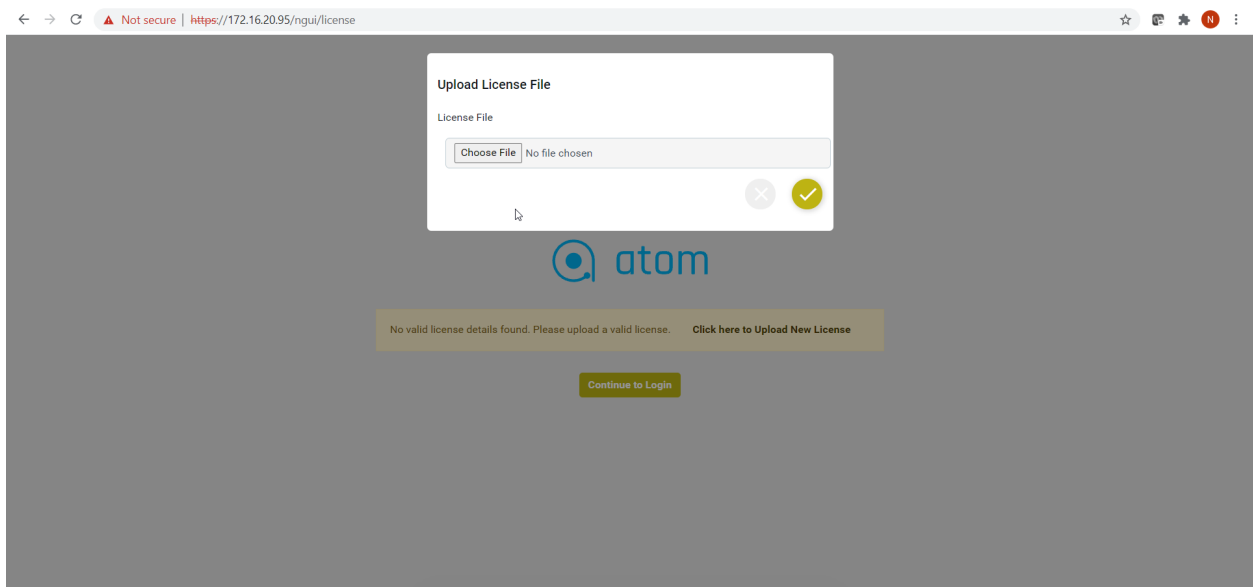 Not secure | https://172.16.20.95/ngui/license
N
Upload License File
License File
Choose File No file chosen
atom
No valid license details found. Please upload a valid license. Click here to Upload New License
Continue to Login